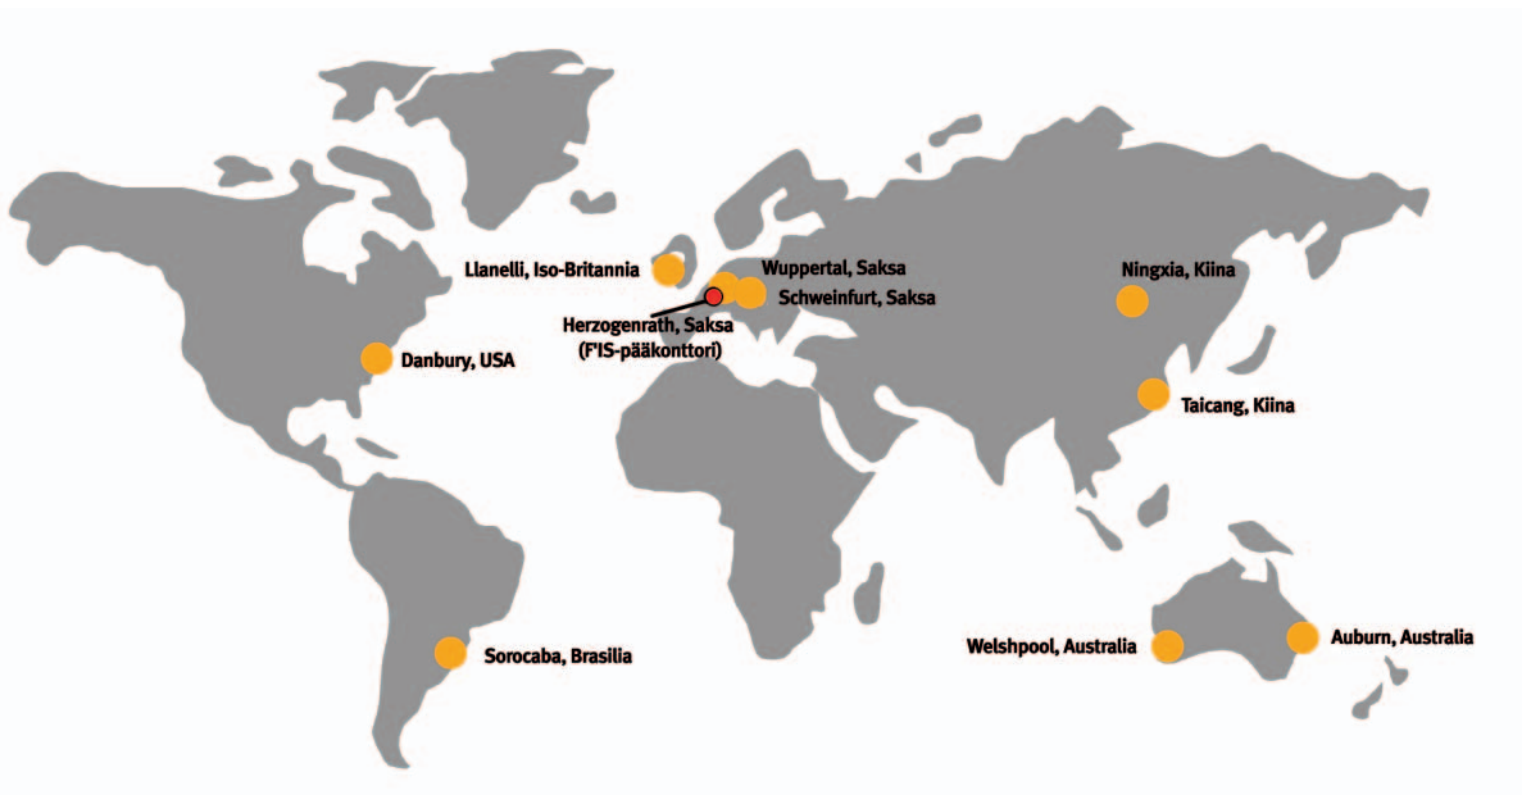 Llanelli, Iso-Britannia
Wuppertal, Saksa
Schweinfurt, Saksa
Herzogenrath, Saksa
(F'IS-pääkonttori)
Ningxia, Kiina
Danbury, USA
Taicang, Kiina
Sorocaba, Brasilia
Welshpool, Australia
Auburn, Australia